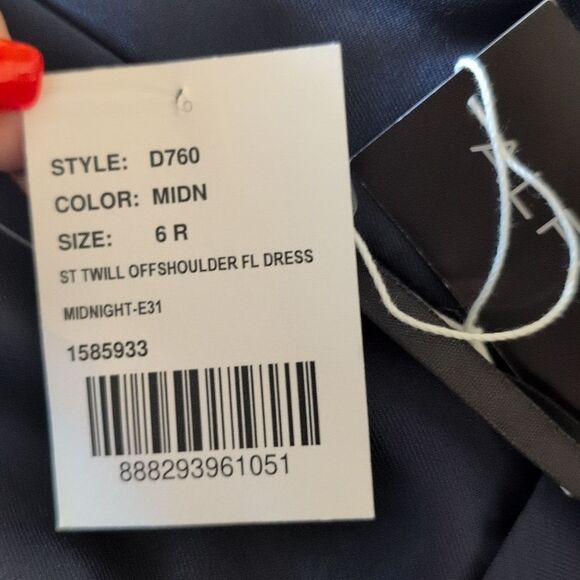 STYLE: D760
COLOR: MIDN
SIZE: 6 R
ST TWILL OFFSHOULDER FL DRESS
MIDNIGHT-E31
1585933
888293961051